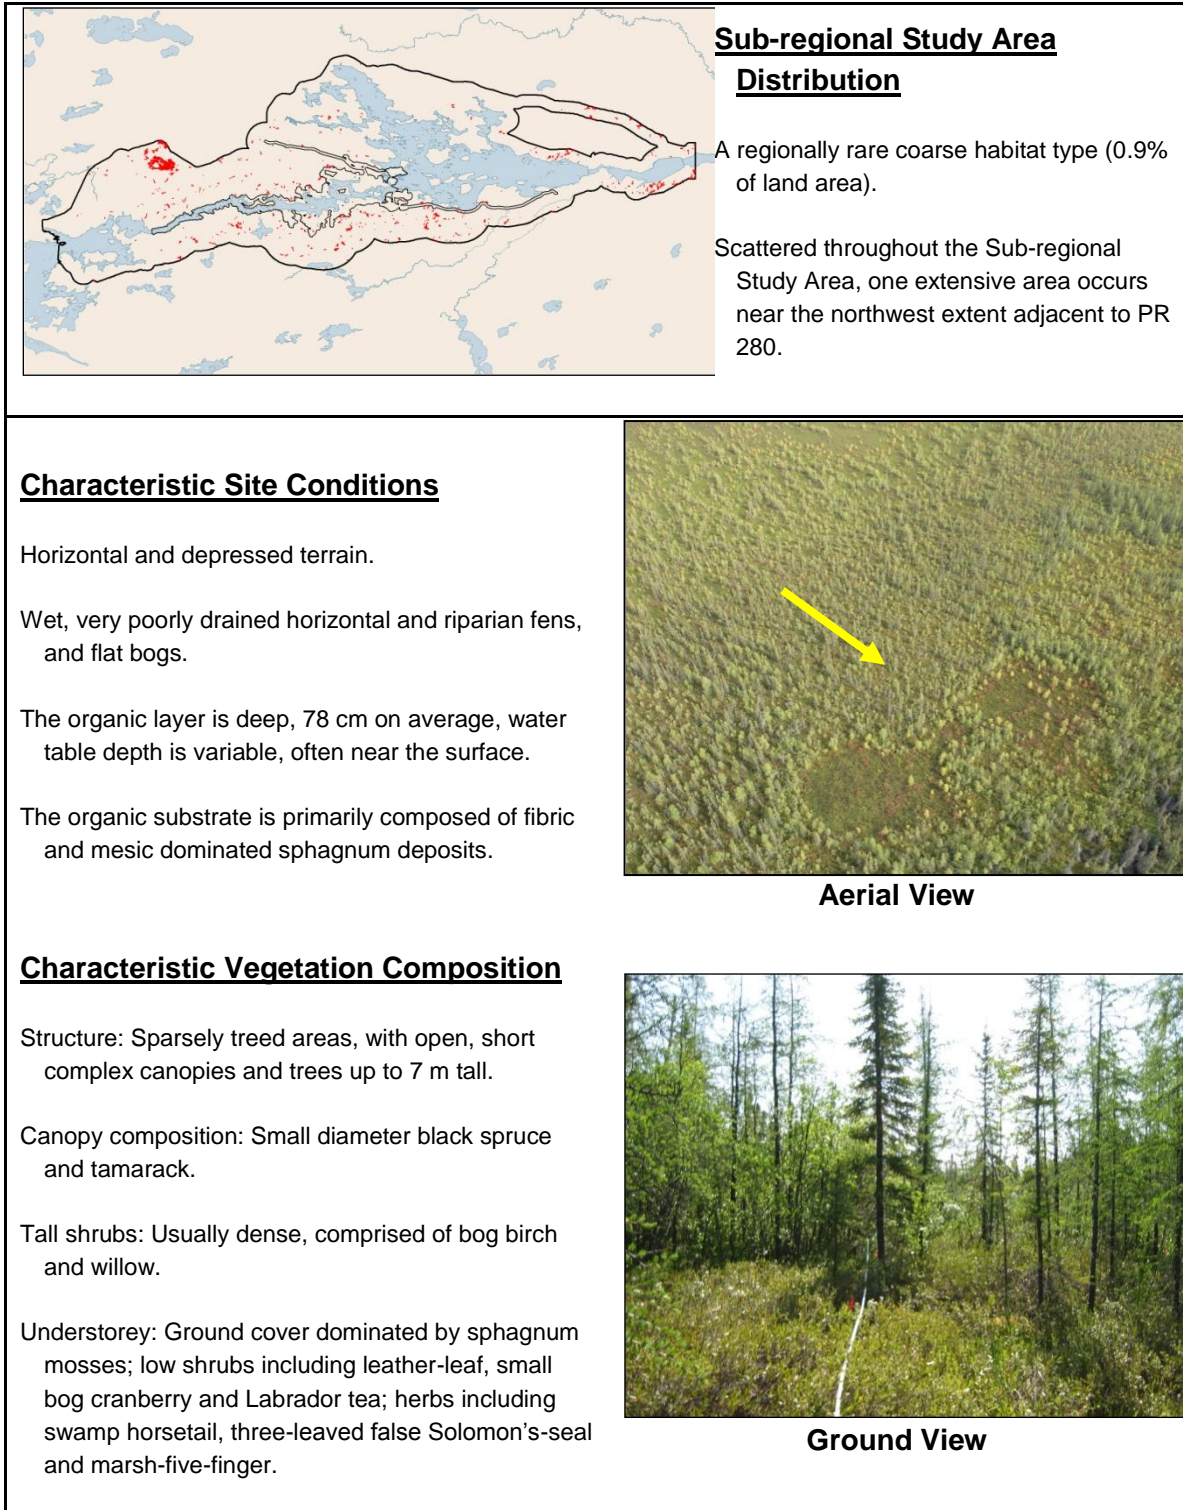 Sub-regional Study Area
Distribution
A regionally rare coarse habitat type (0.9%
of land area).
Scattered throughout the Sub-regional
Study Area, one extensive area occurs
near the northwest extent adjacent to PR
280.
Characteristic Site Conditions
Horizontal and depressed terrain.
Wet, very poorly drained horizontal and riparian fens,
and flat bogs.
The organic layer is deep, 78 cm on average, water
table depth is variable, often near the surface.
The organic substrate is primarily composed of fibric
and mesic dominated sphagnum deposits.
Aerial View
Characteristic Vegetation Composition
Structure: Sparsely treed areas, with open, short
complex canopies and trees up to 7 m tall.
Canopy composition: Small diameter black spruce
and tamarack.
Tall shrubs: Usually dense, comprised of bog birch
and willow.
Understorey: Ground cover dominated by sphagnum
mosses; low shrubs including leather-leaf, small
bog cranberry and Labrador tea; herbs including
swamp horsetail, three-leaved false Solomon's-seal
and marsh-five-finger.
Ground View